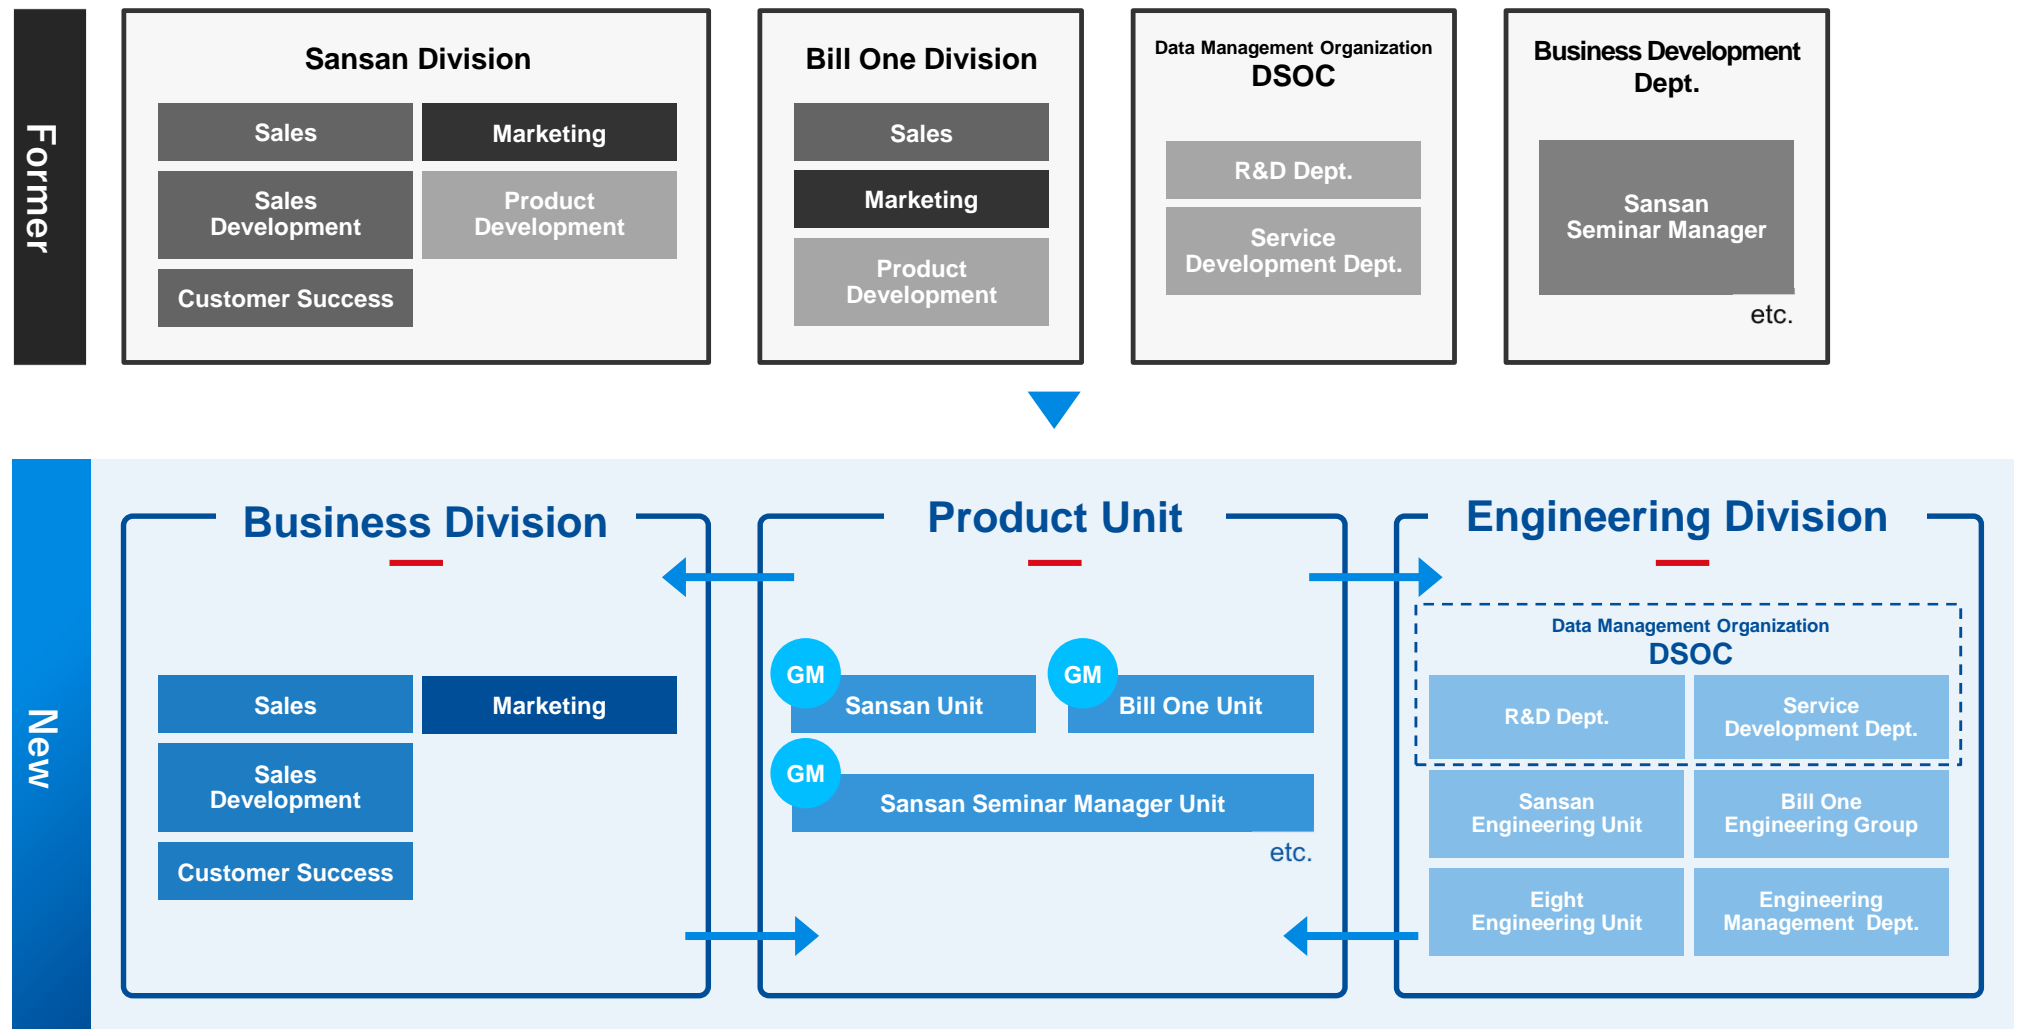 Former
Sansan Division
Sales
Marketing
Sales
Development
Product
Development
Customer Success
Bill One Division
Sales
Marketing
Product
Development
Data Management Organization
DSOC
R&D Dept.
Service
Development Dept.
Business Development
Dept.
Sansan
Seminar Manager
etc.
New
Business Division
Sales
Marketing
Sales
Development
Customer Success
Product Unit
GM
Sansan Unit
GM
Bill One Unit
GM
Sansan Seminar Manager Unit
etc.
Engineering Division
Data Management Organization
DSOC
R&D Dept.
Service
Development Dept.
Sansan
Engineering Unit
Bill One
Engineering Group
Eight
Engineering Unit
Engineering
Management Dept.